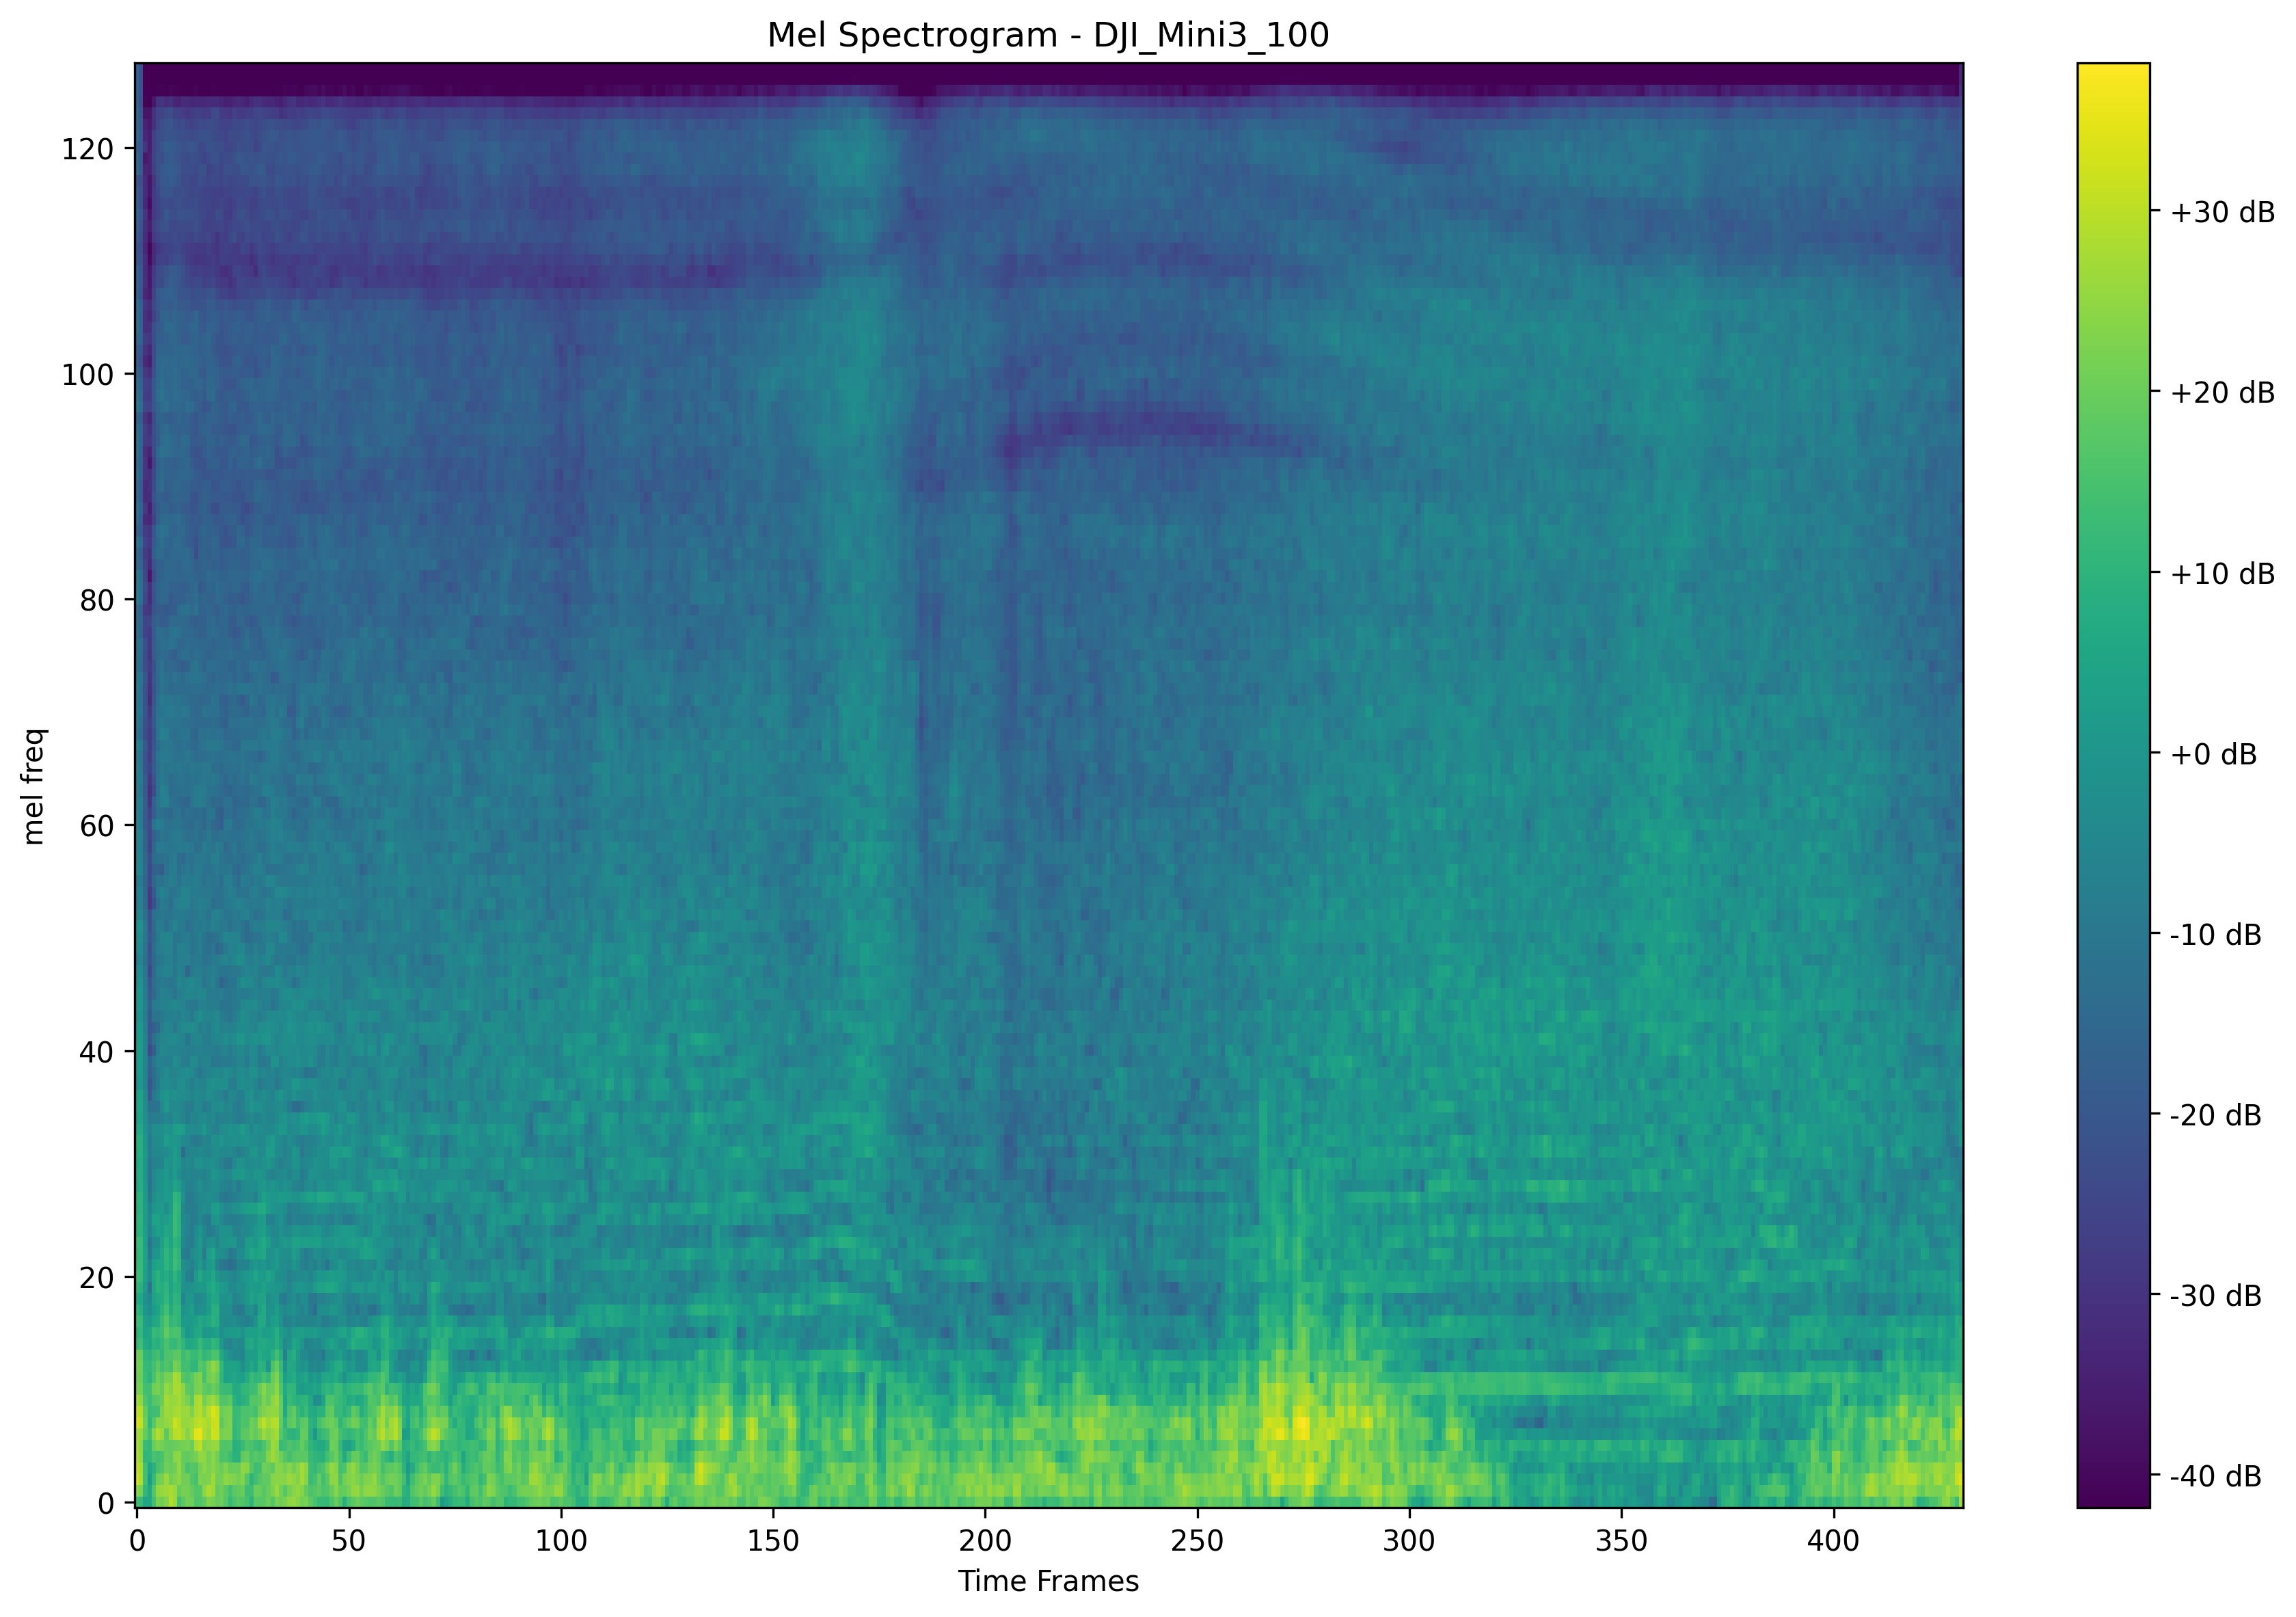 Mel Spectrogram - DJI_Mini3_100
mel freq
120
100
80
60
40
20
0
0 50 100 150 200 250 300 350 400
Time Frames
+30 dB
+20 dB
+10 dB
+0 dB
-10 dB
-20 dB
-30 dB
-40 dB